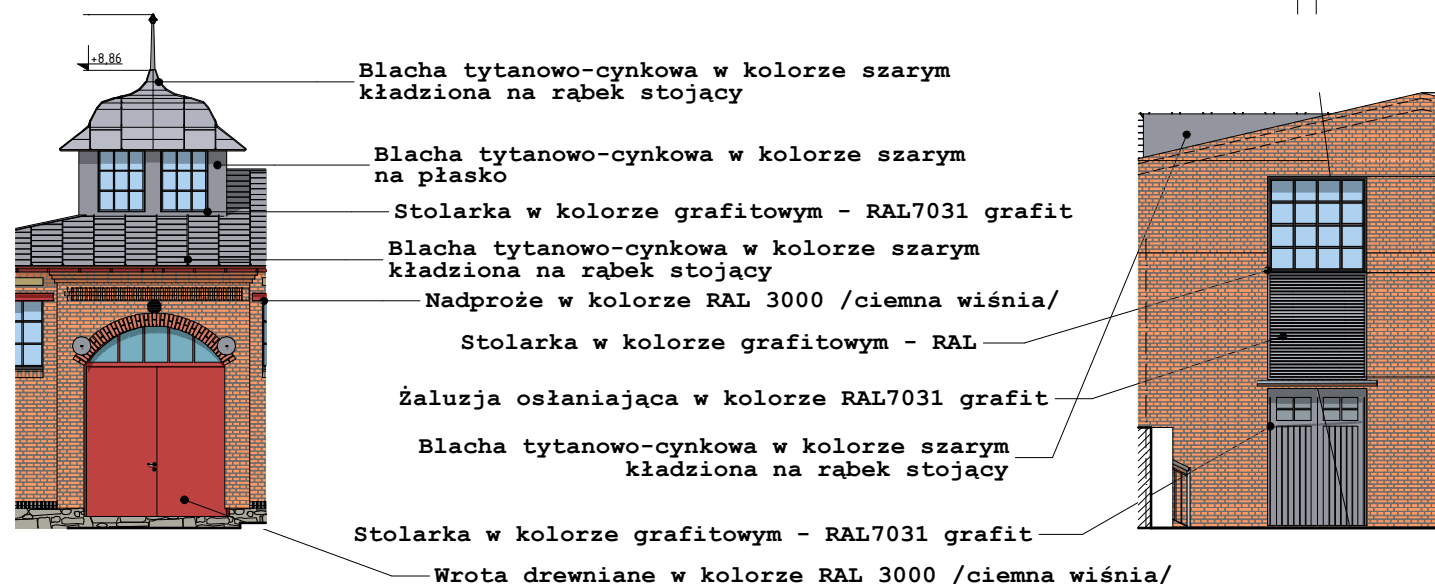 +8,86
Blacha tytanowo-cynkowa w kolorze szarym
kładziona na rąbek stojący
Blacha tytanowo-cynkowa w kolorze szarym
na płasko
Stolarka w kolorze grafitowym - RAL7031 grafit
Blacha tytanowo-cynkowa w kolorze szarym
kładziona na rąbek stojący
Nadproże w kolorze RAL 3000 /ciemna wiśnia/
Stolarka w kolorze grafitowym - RAL
Żaluzja osłaniająca w kolorze RAL7031 grafit
Blacha tytanowo-cynkowa w kolorze szarym
kładziona na rąbek stojący
Stolarka w kolorze grafitowym - RAL7031 grafit
Wrota drewniane w kolorze RAL 3000 /ciemna wiśnia/